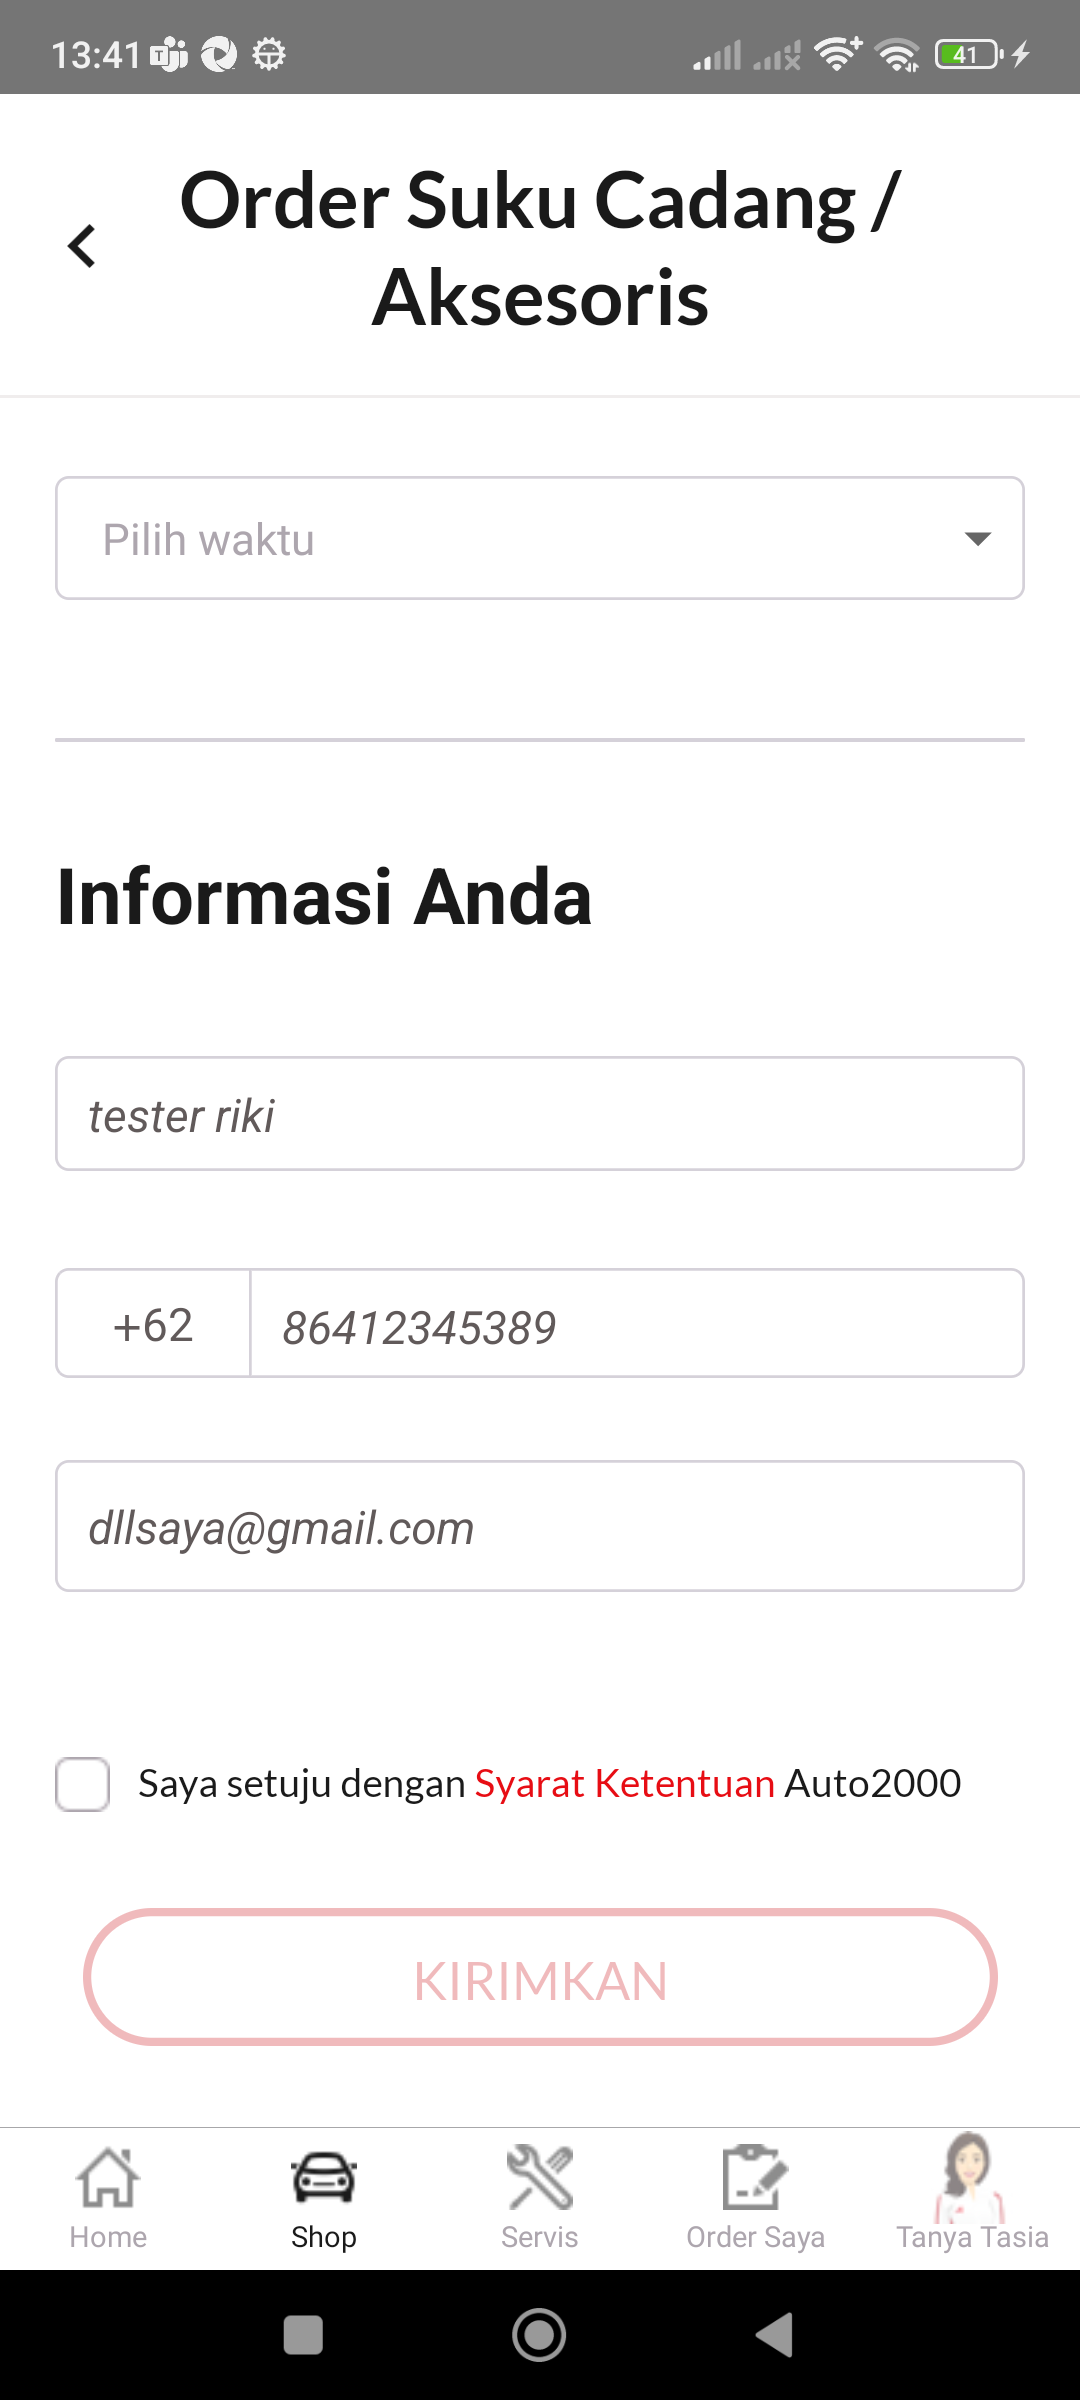 13:41
41
Order Suku Cadang /
Aksesoris
Pilih waktu
Informasi Anda
tester riki
+62 86412345389
dllsaya@gmail.com
Saya setuju dengan Syarat Ketentuan Auto2000
KIRIMKAN
Home Shop Servis Order Saya Tanya Tasia